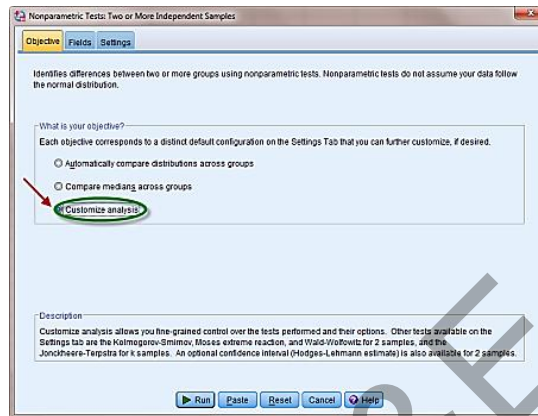 Nonparametric Tests: Two or More Independent Samples
Objective Fields Settings
Identifies differences between two or more groups using nonparametric tests. Nonparametric tests do not assume your data follow
the normal distribution.
What is your objective?
Each objective corresponds to a distinct default configuration on the Settings Tab that you can further customize, if desired.
Automatically compare distributions across groups
Compare medians across groups
Customize analysis
Description
Customize analysis allows you fine-grained control over the tests performed and their options. Other tests available on the
Settings tab are the Kolmogorov-Smirnov, Moses extreme reaction, and Wald-Wolfowitz for 2 samples, and the
Jonckheere-Terpstra for k samples. An optional confidence interval (Hodges-Lehmann estimate) is also available for 2 samples.
Run Paste Reset Cancel Help